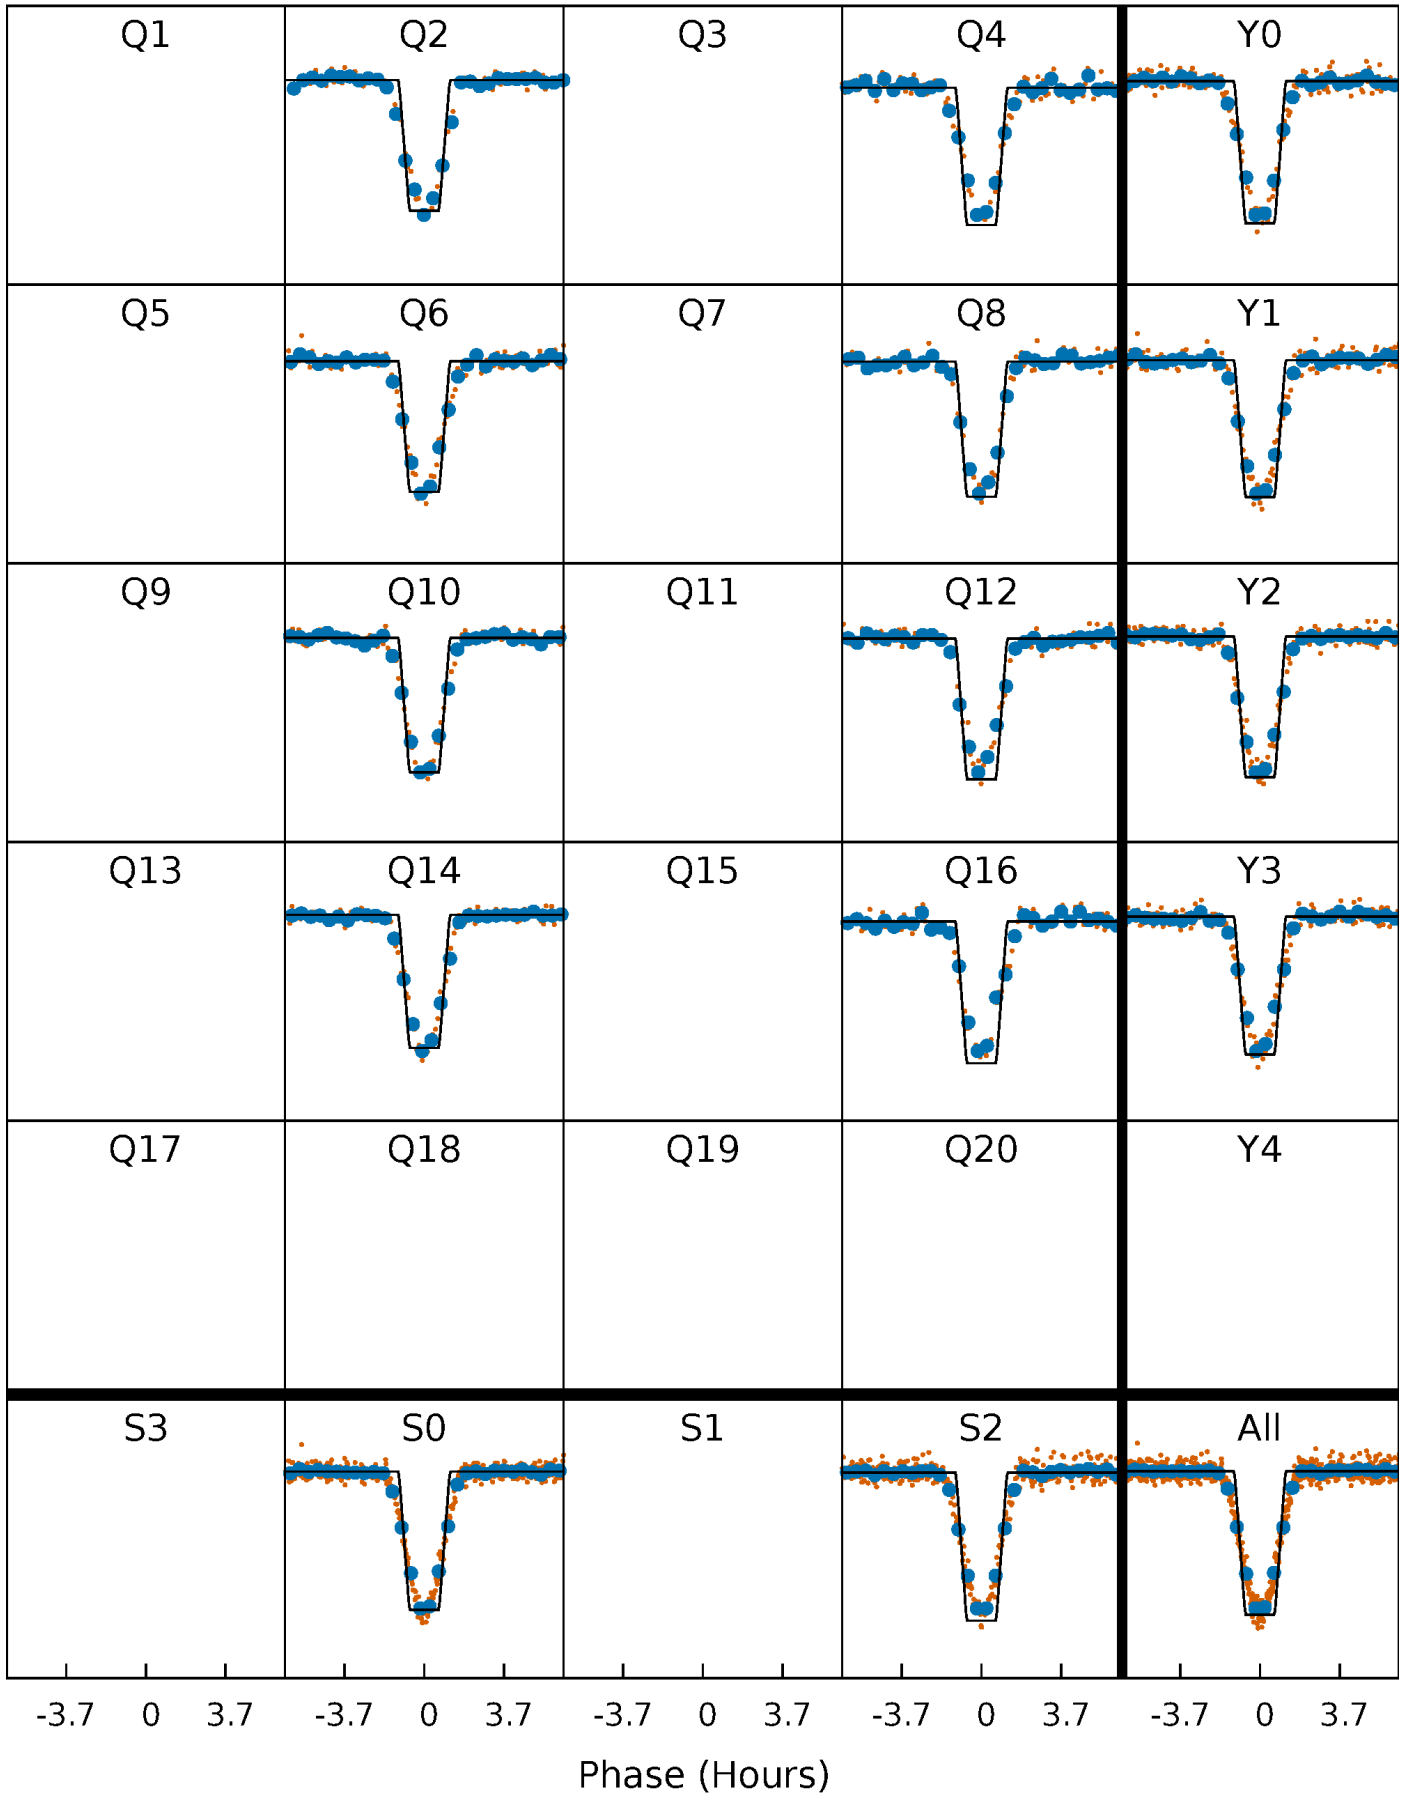 Q1 Q2 Q3 Q4 Y0
Q5 Q6 Q7 Q8 Y1
Q9 Q10 Q11 Q12 Y2
Q13 Q14 Q15 Q16 Y3
Q17 Q18 Q19 Q20 Y4
S3 S0 S1 S2 All
-3.7 0 3.7 -3.7 0 3.7 -3.7 0 3.7 -3.7 0 3.7 -3.7 0 3.7
Phase (Hours)